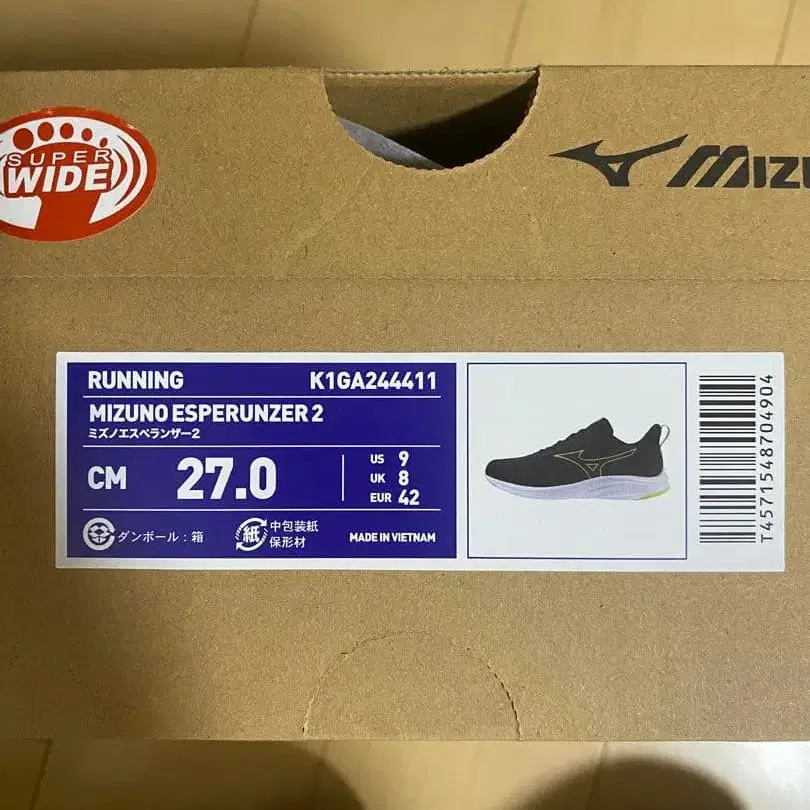 SUPER
WIDE
MIZU
RUNNING K1GA244411
MIZUNO ESPERUNZER 2
ミズノエスペランザー2
CM 27.0
US 9
UK 8
EUR 42
ダンボール:箱
紙 中包装紙
保形材
MADE IN VIETNAM
T4571548704904